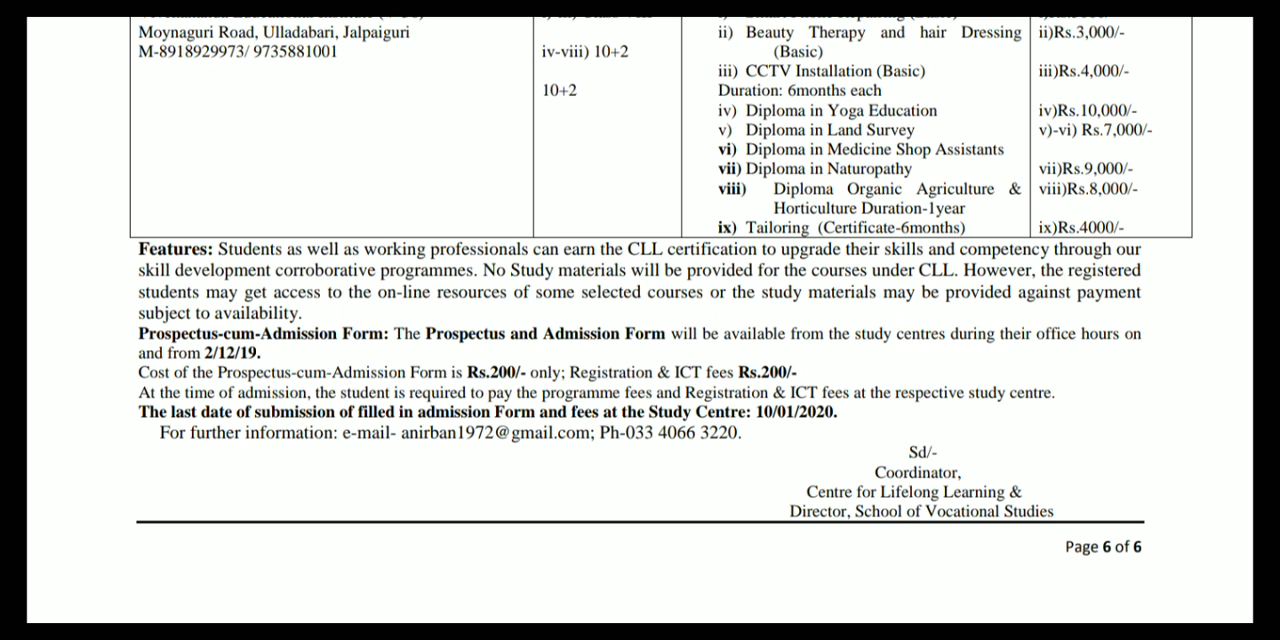 Moynaguri Road, Ulladabari, Jalpaiguri
M-8918929973/ 9735881001
iv-viii) 10+2
10+2
ii) Beauty Therapy and hair Dressing
(Basic)
iii) CCTV Installation (Basic)
Duration: 6months each
iv) Diploma in Yoga Education
v) Diploma in Land Survey
vi) Diploma in Medicine Shop Assistants
vii) Diploma in Naturopathy
viii) Diploma Organic Agriculture &
Horticulture Duration-1year
ix) Tailoring (Certificate-6months)
ii)Rs.3,000/-
iii)Rs.4,000/-
iv)Rs.10,000/-
v)-vi) Rs.7,000/-
vii)Rs.9,000/-
viii)Rs.8,000/-
ix)Rs.4000/-
Features: Students as well as working professionals can earn the CLL certification to upgrade their skills and competency through our
skill development corroborative programmes. No Study materials will be provided for the courses under CLL. However, the registered
students may get access to the on-line resources of some selected courses or the study materials may be provided against payment
subject to availability.
Prospectus-cum-Admission Form: The Prospectus and Admission Form will be available from the study centres during their office hours on
and from 2/12/19.
Cost of the Prospectus-cum-Admission Form is Rs.200/- only; Registration & ICT fees Rs.200/-
At the time of admission, the student is required to pay the programme fees and Registration & ICT fees at the respective study centre.
The last date of submission of filled in admission Form and fees at the Study Centre: 10/01/2020.
For further information: e-mail- anirban1972@gmail.com; Ph-033 4066 3220.
Sd/-
Coordinator,
Centre for Lifelong Learning &
Director, School of Vocational Studies
Page 6 of 6